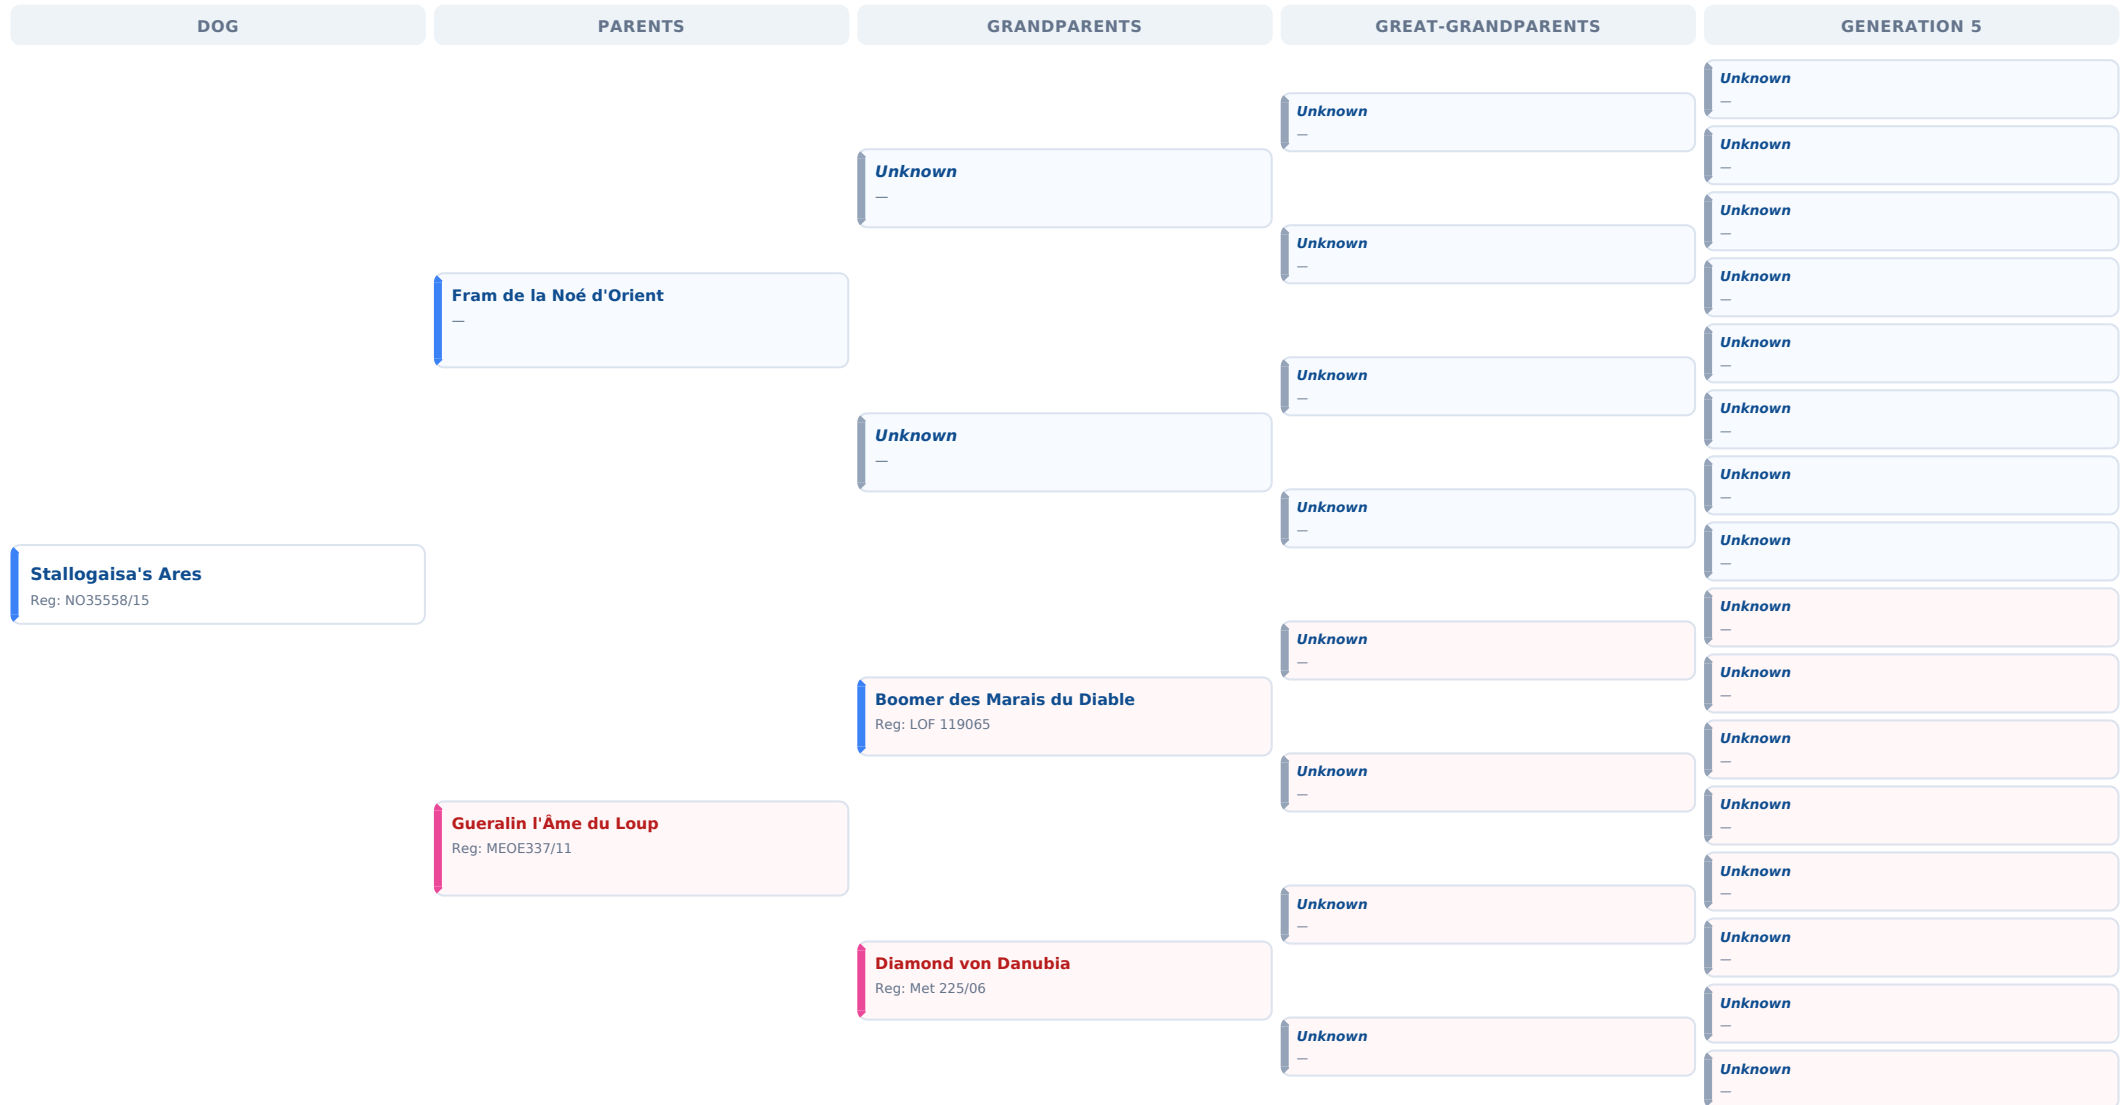 DOG
PARENTS
GRANDPARENTS
GREAT-GRANDPARENTS
GENERATION 5
Stallogaisa's Ares
Reg: NO35558/15
Fram de la Noé d'Orient
—
Gueralin l'Âme du Loup
Reg: MEOE337/11
Unknown
—
Unknown
—
Boomer des Marais du Diable
Reg: LOF 119065
Diamond von Danubia
Reg: Met 225/06
Unknown
—
Unknown
—
Unknown
—
Unknown
—
Unknown
—
Unknown
—
Unknown
—
Unknown
—
Unknown
—
Unknown
—
Unknown
—
Unknown
—
Unknown
—
Unknown
—
Unknown
—
Unknown
—
Unknown
—
Unknown
—
Unknown
—
Unknown
—
Unknown
—
Unknown
—
Unknown
—
Unknown
—